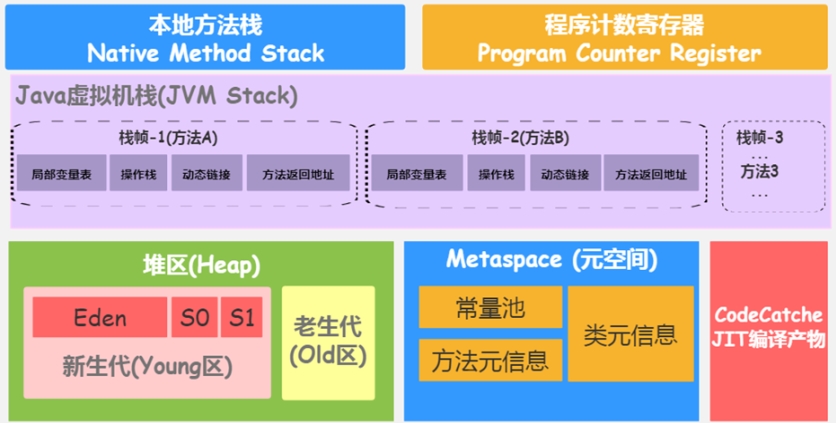 本地方法栈
Native Method Stack
程序计数寄存器
Program Counter Register
Java虚拟机栈(JVM Stack)
栈帧-1(方法A)
局部变量表 操作栈 动态链接 方法返回地址
栈帧-2(方法B)
局部变量表 操作栈 动态链接 方法返回地址
栈帧-3
...
方法3
...
堆区(Heap)
Eden S0 S1
新生代(Young区)
老生代
(Old区)
Metaspace (元空间)
常量池
方法元信息
类元信息
CodeCatche
JIT编译产物